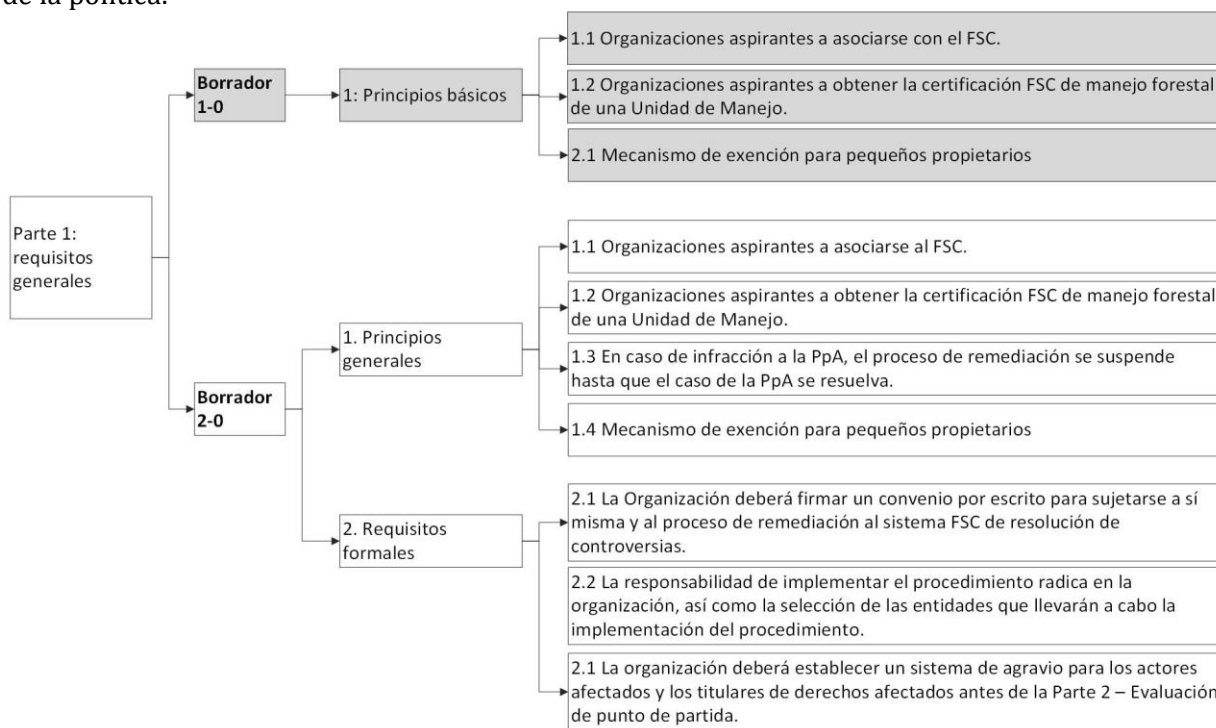 de la política.
1.1 Organizaciones aspirantes a asociarse con el FSC.
Borrador
1-0
1: Principios básicos
1.2 Organizaciones aspirantes a obtener la certificación FSC de manejo forestal
de una Unidad de Manejo.
2.1 Mecanismo de exención para pequeños propietarios
Parte 1:
requisitos
generales
1.1 Organizaciones aspirantes a asociarse al FSC.
1. Principios
generales
1.2 Organizaciones aspirantes a obtener la certificación FSC de manejo forestal
de una Unidad de Manejo.
1.3 En caso de infracción a la PpA, el proceso de remediación se suspende
hasta que el caso de la PpA se resuelva.
Borrador
2-0
1.4 Mecanismo de exención para pequeños propietarios
2. Requisitos
formales
2.1 La Organización deberá firmar un convenio por escrito para sujetarse a sí
misma y al proceso de remediación al sistema FSC de resolución de
controversias.
2.2 La responsabilidad de implementar el procedimiento radica en la
organización, así como la selección de las entidades que llevarán a cabo la
implementación del procedimiento.
2.1 La organización deberá establecer un sistema de agravio para los actores
afectados y los titulares de derechos afectados antes de la Parte 2 – Evaluación
de punto de partida.